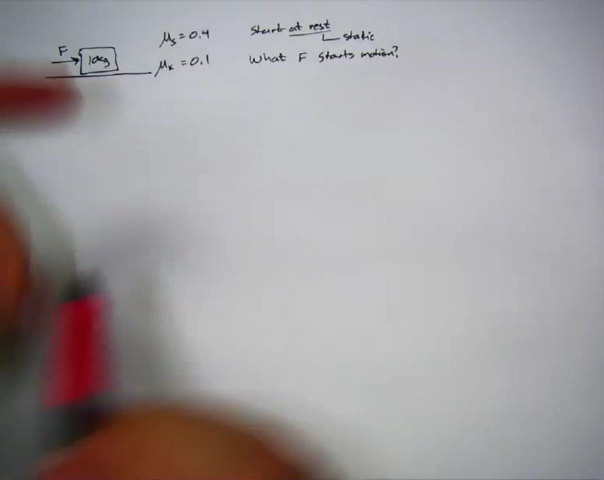 μs = 0.4
Start at rest
static
F
10kg
μk = 0.1
What F starts motion?